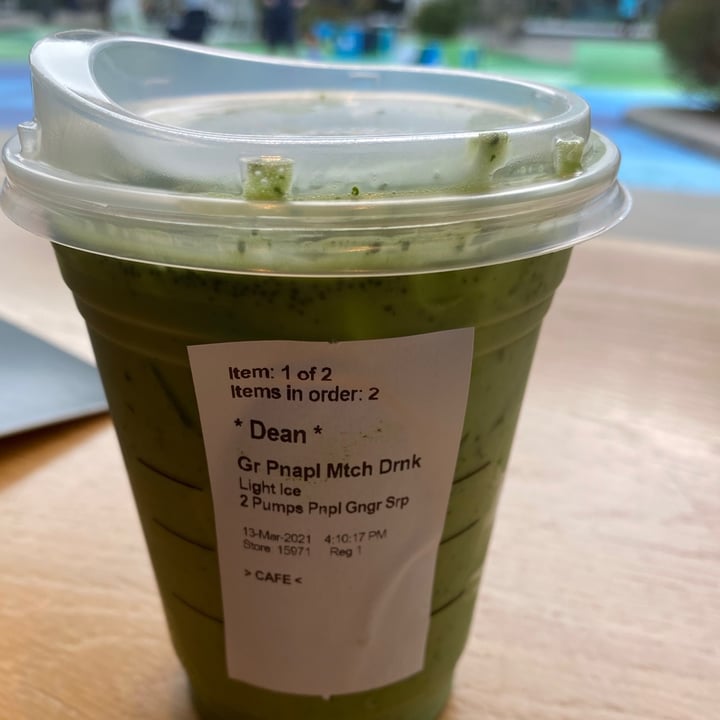 Item: 1 of 2
Items in order: 2
* Dean *
Gr Pnapl Mtch Drnk
Light Ice
2 Pumps Pnpl Gngr Srp
13-Mar-2021 4:10:17 PM
Store 15971 Reg 1
> CAFE <